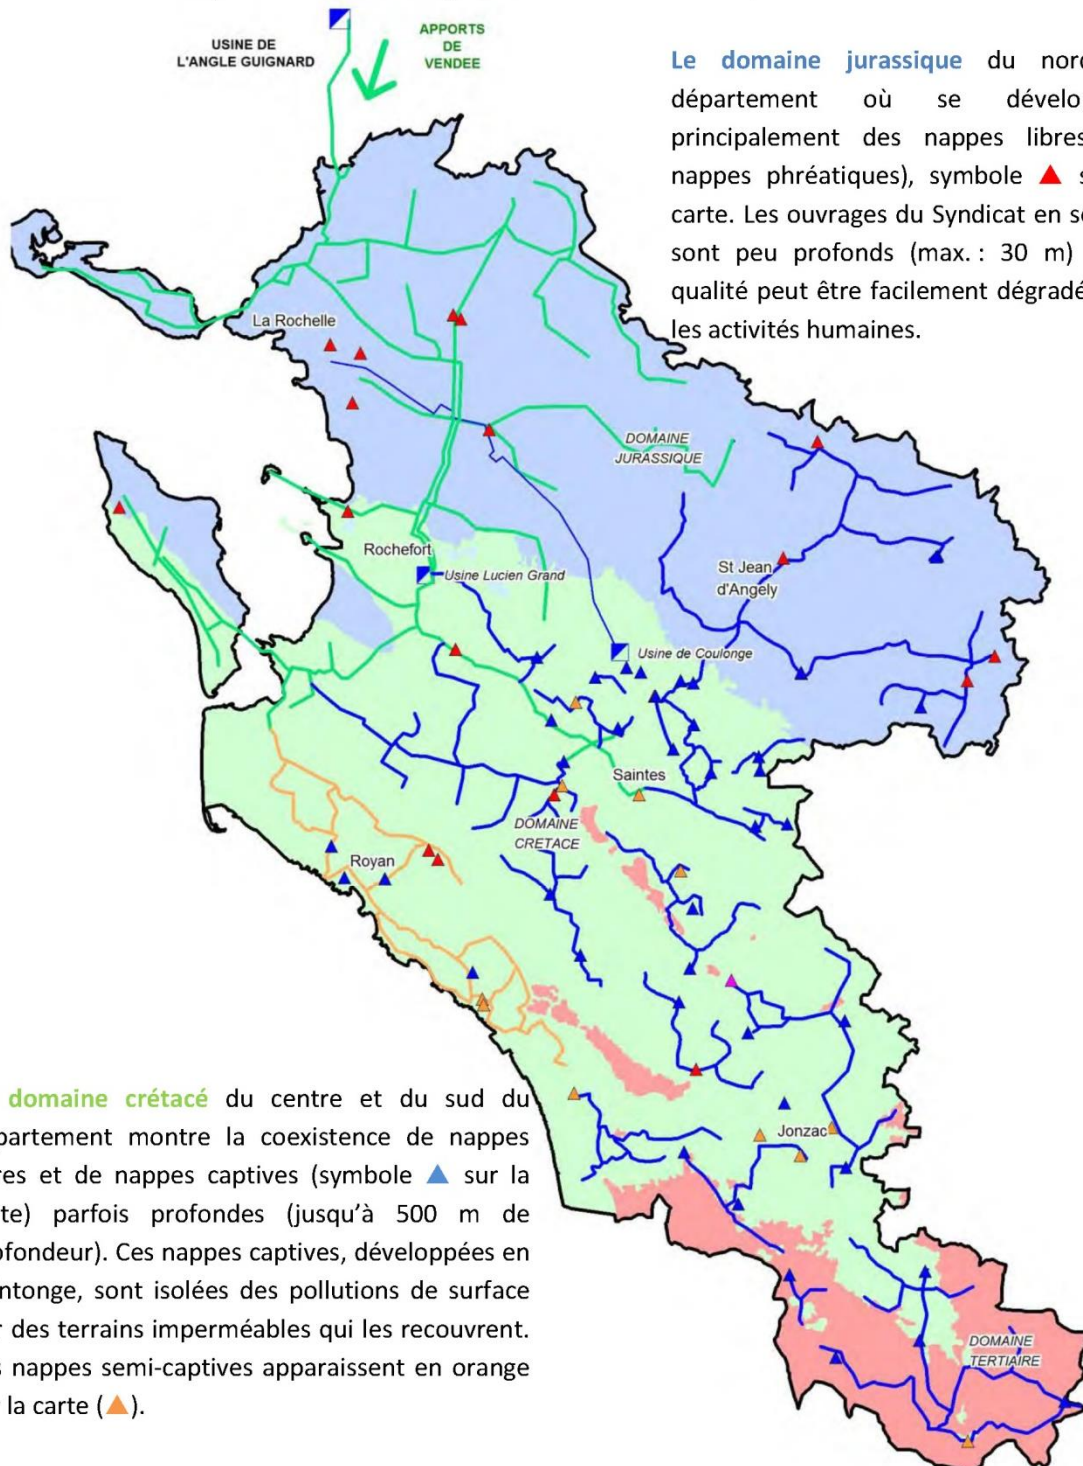 USINE DE
L'ANGLE GUIGNARD
APPORTS
DE
VENDEE
Le domaine jurassique du nord
département où se dévelo
principalement des nappes libres
nappes phréatiques), symbole ▲ s
carte. Les ouvrages du Syndicat en se
sont peu profonds (max. : 30 m)
qualité peut être facilement dégradé
les activités humaines.
La Rochelle
DOMAINE
JURASSIQUE
Rochefort
Usine Lucien Grand
St Jean
d'Angely
Usine de Coulonge
Saintes
DOMAINE
CRETACE
Royan
domaine crétacé du centre et du sud du
partement montre la coexistence de nappes
res et de nappes captives (symbole ▲ sur la
te) parfois profondes (jusqu'à 500 m de
ofondeur). Ces nappes captives, développées en
ntonge, sont isolées des pollutions de surface
r des terrains imperméables qui les recouvrent.
s nappes semi-captives apparaissent en orange
la carte (▲).
Jonzac
DOMAINE
TERTIAIRE